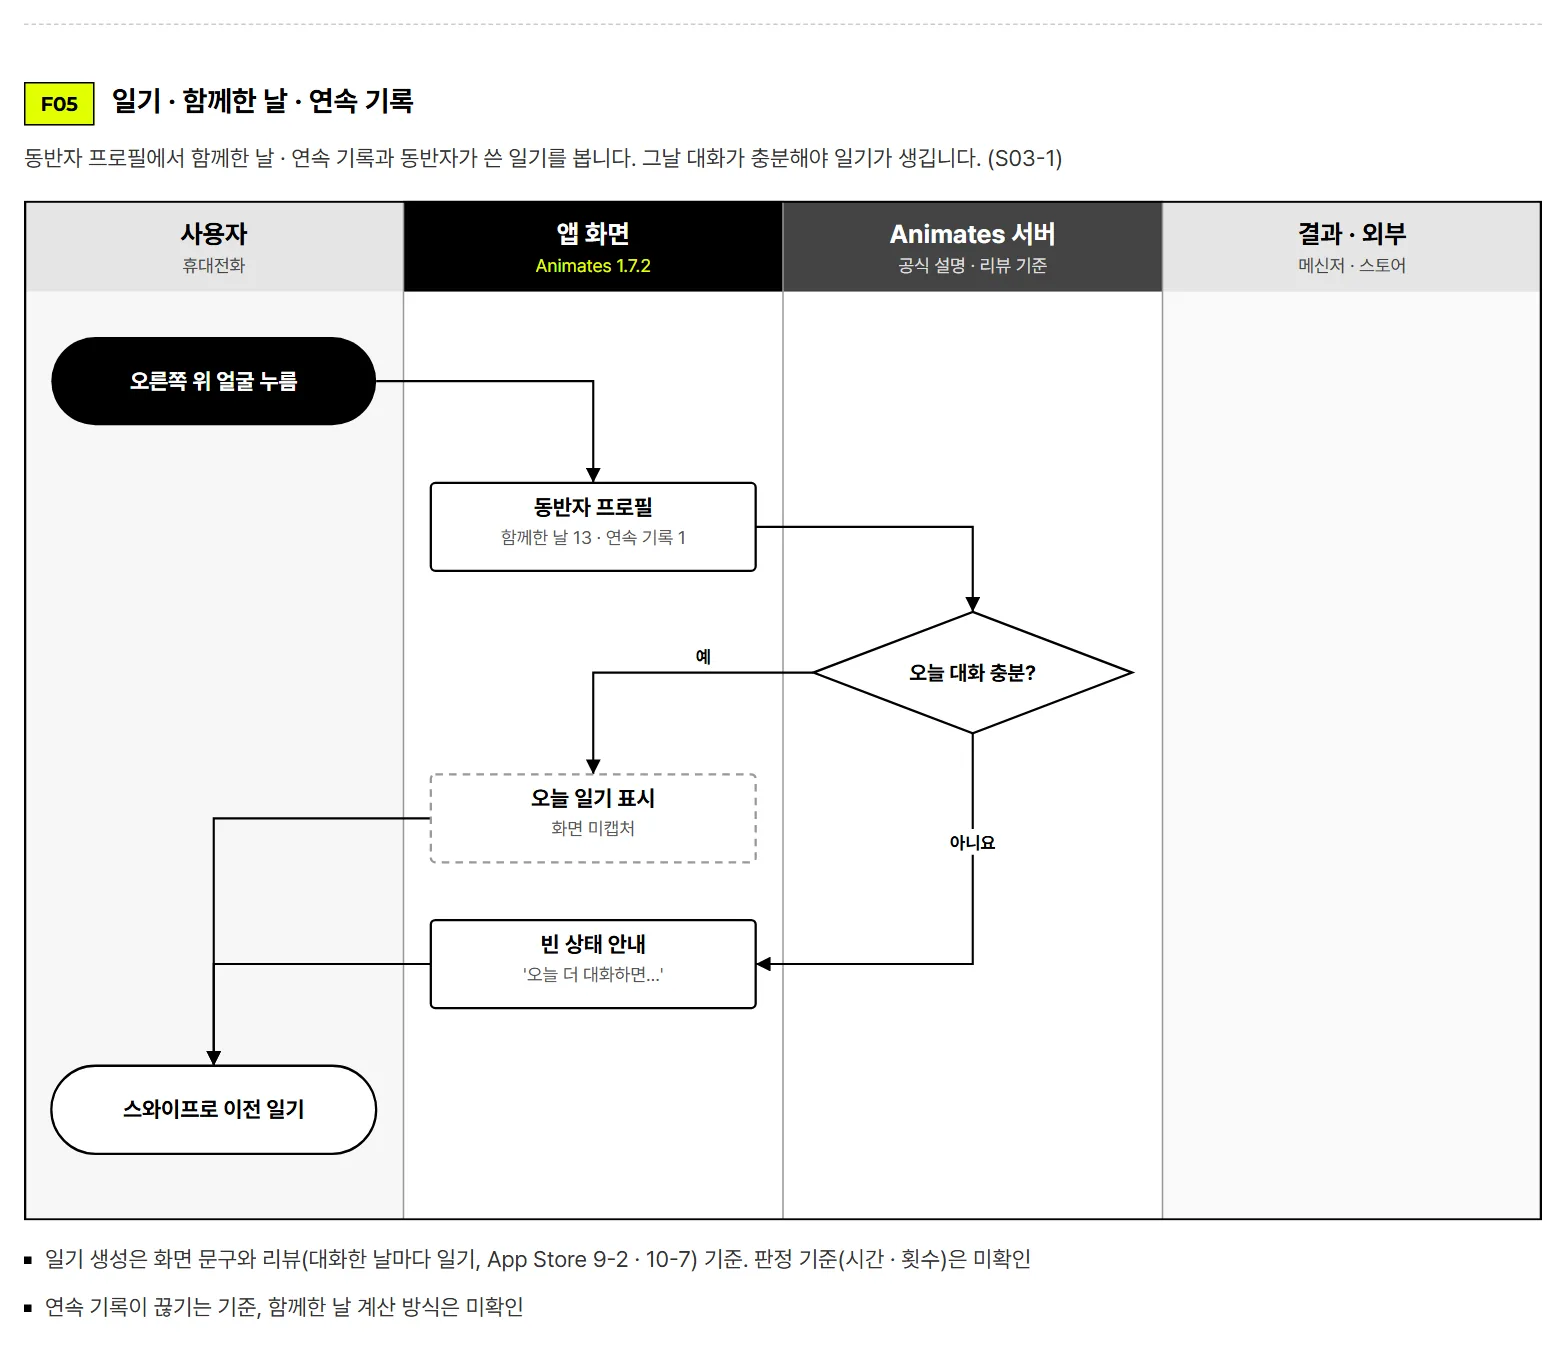 F05 일기 · 함께한 날 · 연속 기록
동반자 프로필에서 함께한 날 · 연속 기록과 동반자가 쓴 일기를 봅니다. 그날 대화가 충분해야 일기가 생깁니다. (S03-1)
사용자
휴대전화
앱 화면
Animates 1.7.2
Animates 서버
공식 설명 · 리뷰 기준
결과 · 외부
메신저 · 스토어
오른쪽 위 얼굴 누름
동반자 프로필
함께한 날 13 · 연속 기록 1
오늘 대화 충분?
예
오늘 일기 표시
화면 미캡처
아니요
빈 상태 안내
'오늘 더 대화하면...'
스와이프로 이전 일기
▪ 일기 생성은 화면 문구와 리뷰(대화한 날마다 일기, App Store 9-2 · 10-7) 기준. 판정 기준(시간 · 횟수)은 미확인
▪ 연속 기록이 끊기는 기준, 함께한 날 계산 방식은 미확인